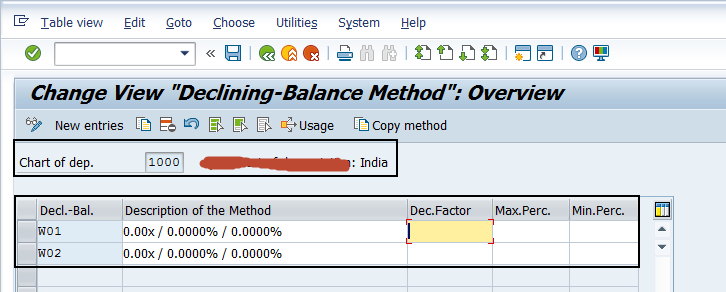 Table view Edit Goto Choose Utilities System Help
Change View "Declining-Balance Method": Overview
New entries Usage Copy method
Chart of dep. 1000 : India
Decl.-Bal. Description of the Method Dec.Factor Max.Perc. Min.Perc.
W01 0.00x / 0.0000% / 0.0000%
W02 0.00x / 0.0000% / 0.0000%